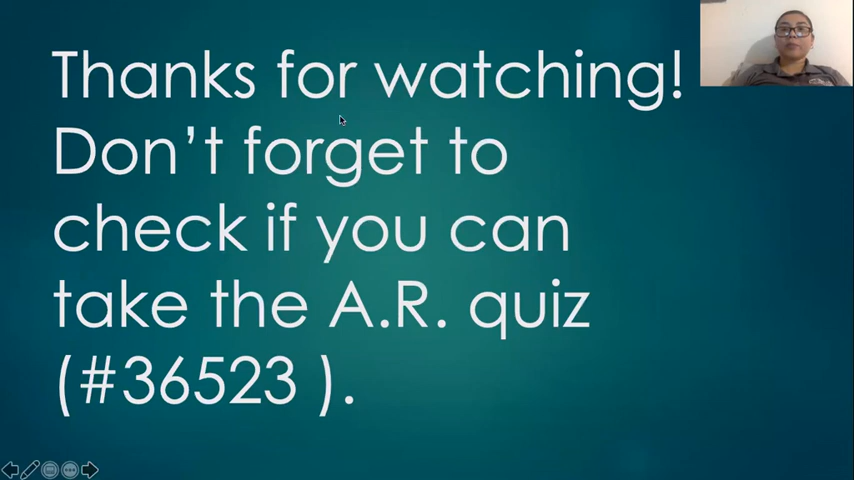 Thanks for watching!
Don’t forget to
check if you can
take the A.R. quiz
(#36523 ).